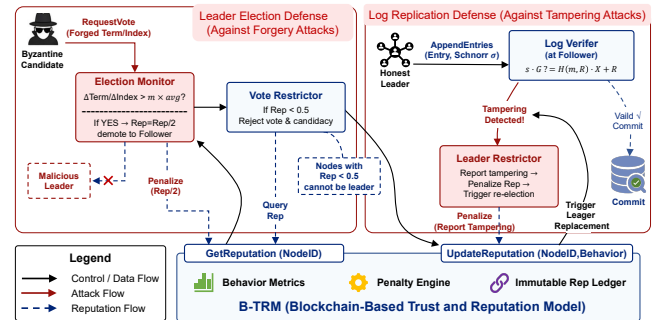 Leader Election Defense
(Against Forgery Attacks)
RequestVote
(Forged Term/Index)
Byzantine
Candidate
Election Monitor
ΔTerm/ΔIndex > m × avg?
If YES → Rep=Rep/2
demote to Follower
Vote Restrictor
If Rep < 0.5
Reject vote & candidacy
Malicious
Leader
Penalize
(Rep/2)
Query
Rep
Nodes with
Rep < 0.5
cannot be leader
Log Replication Defense (Against Tampering Attacks)
AppendEntries
(Entry, Schnorr σ)
Honest
Leader
Log Verifer
(at Follower)
s · G ?= H(m, R) · X + R
Tampering
Detected!
Vaild √
Commit
Leader Restrictor
Report tampering →
Penalize Rep →
Trigger re-election
Commit
Penalize
(Report Tampering)
Trigger
Leager
Replacement
Legend
Control / Data Flow
Attack Flow
Reputation Flow
GetReputation (NodeID)
UpdateReputation (NodeID,Behavior)
Behavior Metrics
Penalty Engine
Immutable Rep Ledger
B-TRM (Blockchain-Based Trust and Reputation Model)